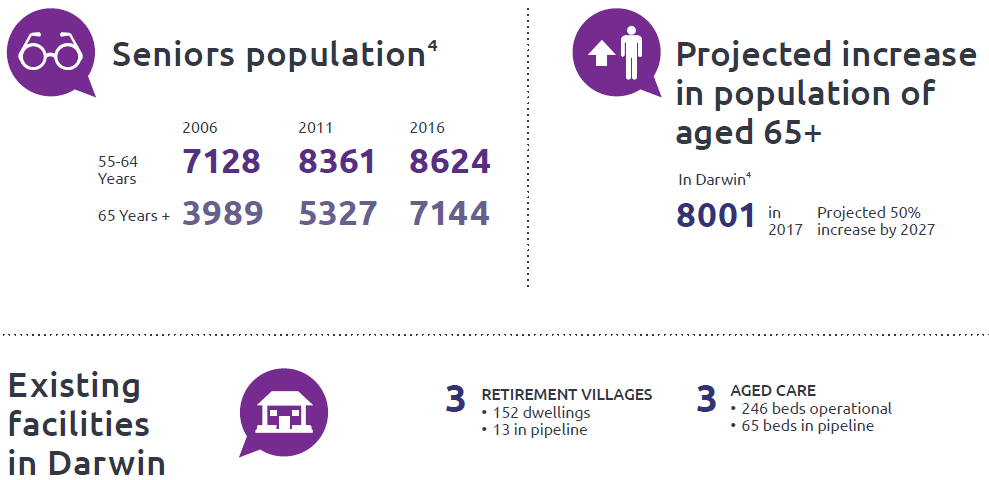 Seniors population⁴
2006 2011 2016
55-64
Years
7128 8361 8624
65 Years + 3989 5327 7144
Projected increase
in population of
aged 65+
In Darwin⁴
8001
in
2017
Projected 50%
increase by 2027
Existing
facilities
in Darwin
3
RETIREMENT VILLAGES
• 152 dwellings
• 13 in pipeline
3
AGED CARE
• 246 beds operational
• 65 beds in pipeline